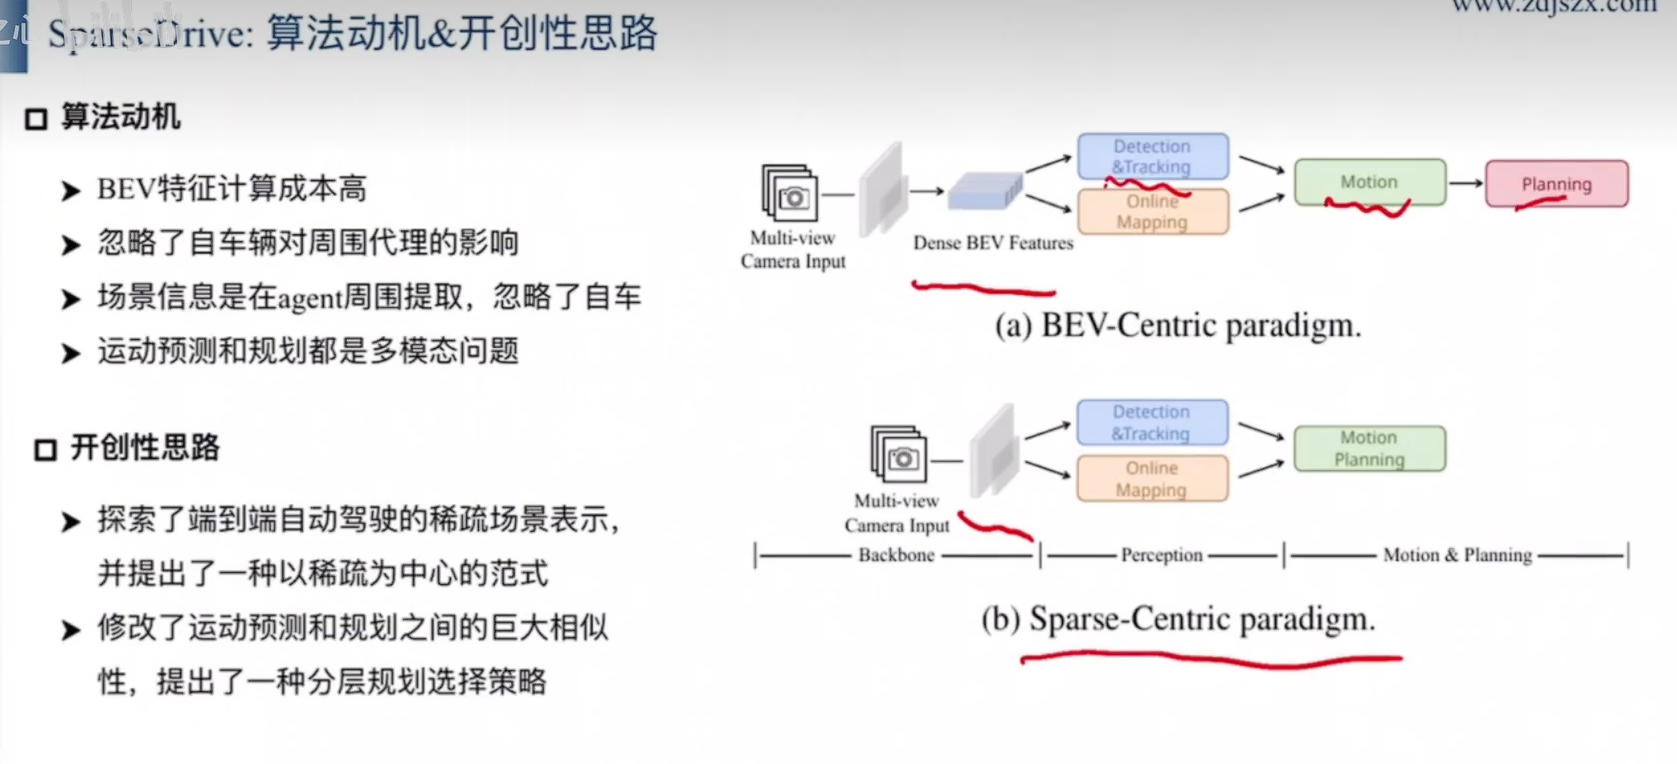 www.zdjszx.com
SparseDrive: 算法动机&开创性思路
算法动机
BEV特征计算成本高
忽略了自车辆对周围代理的影响
场景信息是在agent周围提取，忽略了自车
运动预测和规划都是多模态问题
开创性思路
探索了端到端自动驾驶的稀疏场景表示，
并提出了一种以稀疏为中心的范式
修改了运动预测和规划之间的巨大相似
性，提出了一种分层规划选择策略
Multi-view
Camera Input
Dense BEV Features
Detection
&Tracking
Online
Mapping
Motion
Planning
(a) BEV-Centric paradigm.
Multi-view
Camera Input
Detection
&Tracking
Online
Mapping
Motion
Planning
Backbone
Perception
Motion & Planning
(b) Sparse-Centric paradigm.